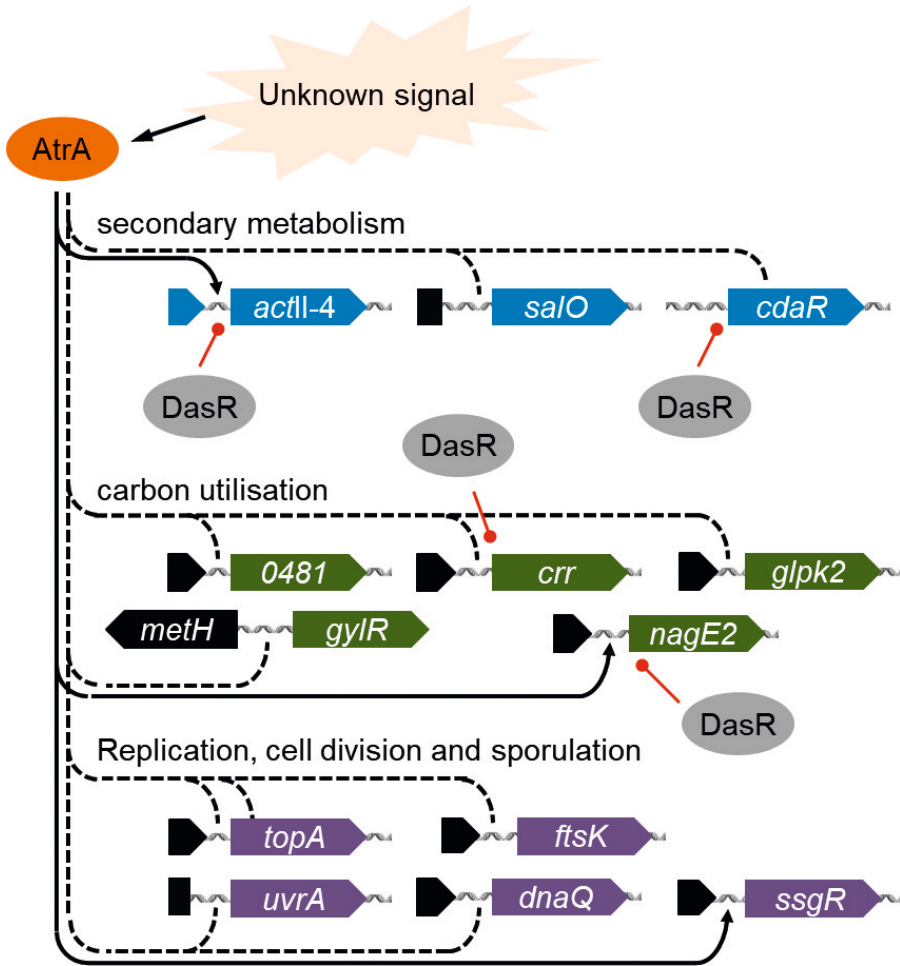 Unknown signal
AtrA
secondary metabolism
actII-4
salO
cdaR
DasR
DasR
DasR
carbon utilisation
0481
crr
glpk2
metH
gylR
nagE2
DasR
Replication, cell division and sporulation
topA
ftsK
uvrA
dnaQ
ssgR